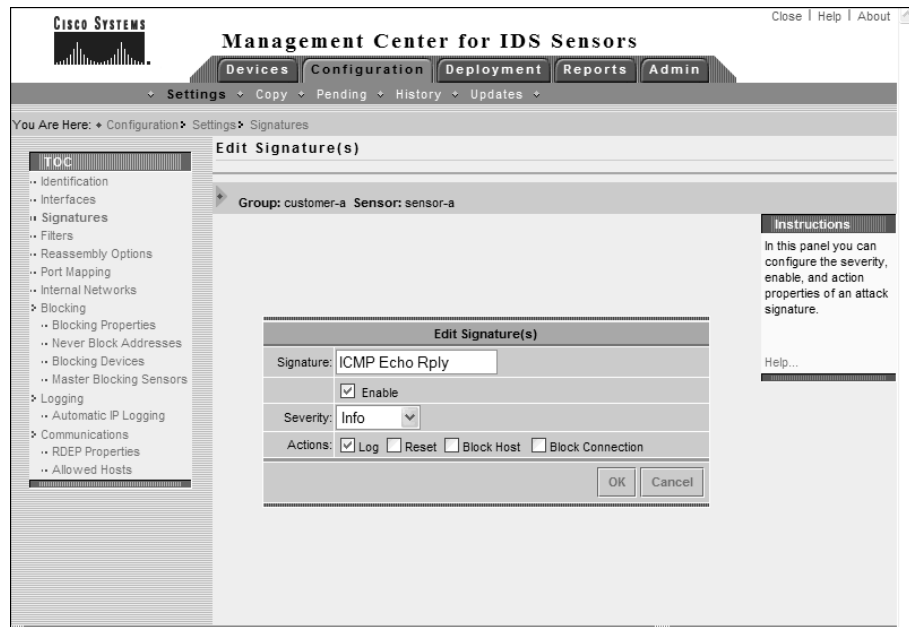 Close | Help | About
CISCO SYSTEMS
Management Center for IDS Sensors
Devices Configuration Deployment Reports Admin
Settings Copy Pending History Updates
You Are Here: Configuration Settings Signatures
TOC
Identification
Interfaces
Signatures
Filters
Reassembly Options
Port Mapping
Internal Networks
Blocking
Blocking Properties
Never Block Addresses
Blocking Devices
Master Blocking Sensors
Logging
Automatic IP Logging
Communications
RDEP Properties
Allowed Hosts
Edit Signature(s)
Group: customer-a Sensor: sensor-a
Edit Signature(s)
Signature: ICMP Echo Rply
Enable
Severity: Info
Actions: Log Reset Block Host Block Connection
OK Cancel
Instructions
In this panel you can
configure the severity,
enable, and action
properties of an attack
signature.
Help...